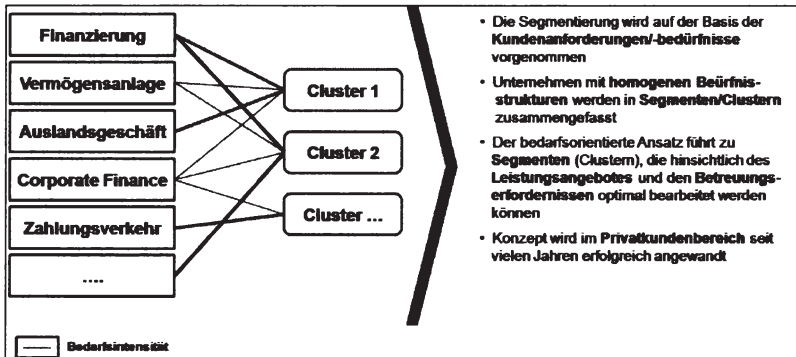 Finanzierung
Vermögensanlage
Auslandsgeschäft
Corporate Finance
Zahlungsverkehr
....
Bedarfsintensität
Cluster 1
Cluster 2
Cluster ...
• Die Segmentierung wird auf der Basis der
Kundenanforderungen/-bedürfnisse
vorgenommen
• Unternehmen mit homogenen Beürfnis-
strukturen werden in Segmenten/Clustern
zusammengefasst
• Der bedarfsorientierte Ansatz führt zu
Segmenten (Clustern), die hinsichtlich des
Leistungsangebotes und den Betreuungs-
erfordernissen optimal bearbeitet werden
können
• Konzept wird im Privatkundenbereich seit
vielen Jahren erfolgreich angewandt